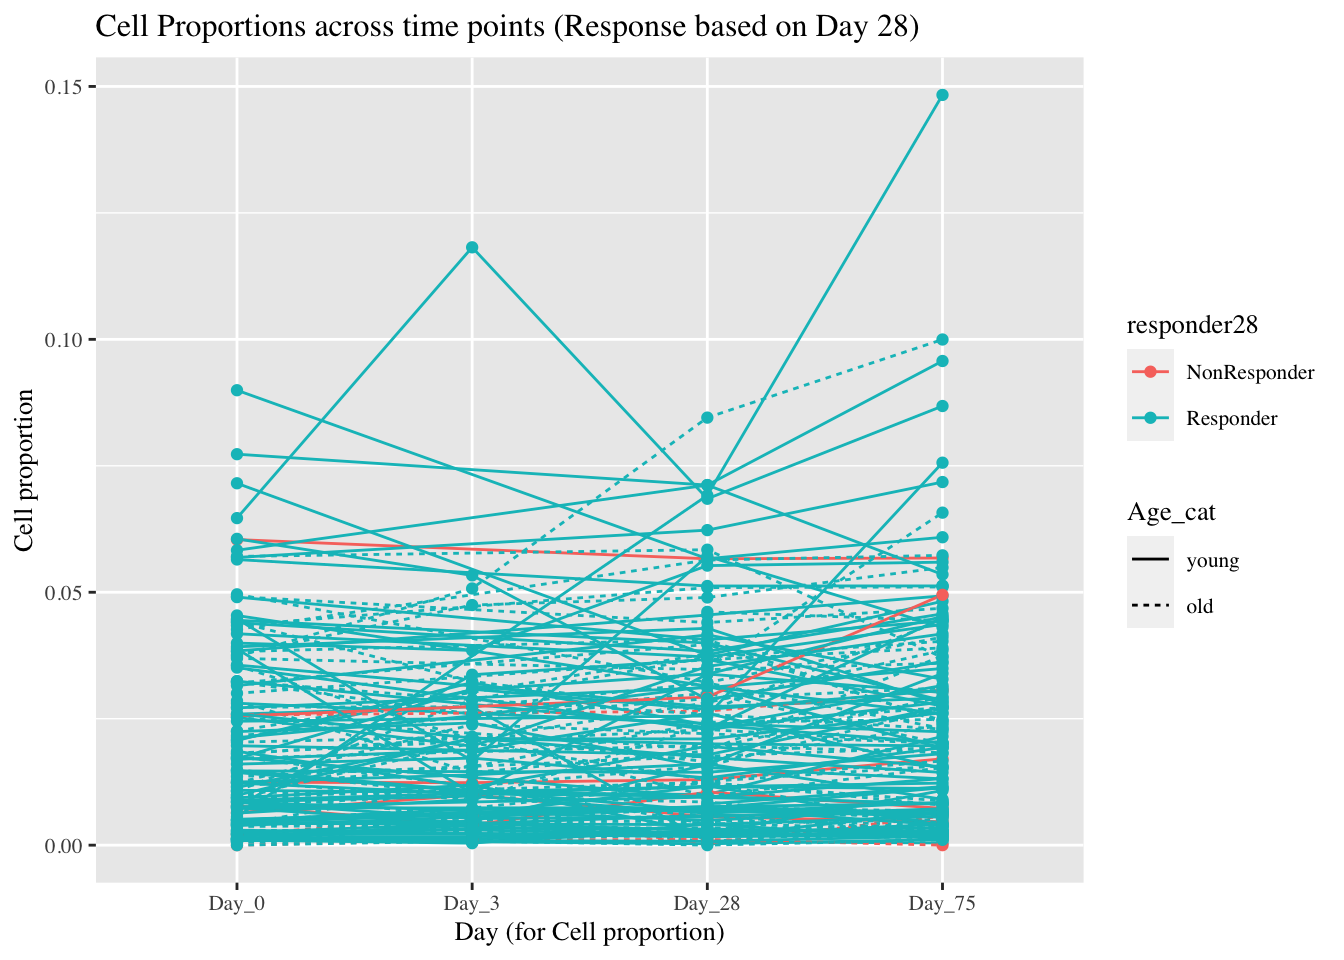 Cell Proportions across time points (Response based on Day 28)
0.15
0.10
0.05
0.00
Cell proportion
Day_0 Day_3 Day_28 Day_75
Day (for Cell proportion)
responder28
NonResponder
Responder
Age_cat
young
old